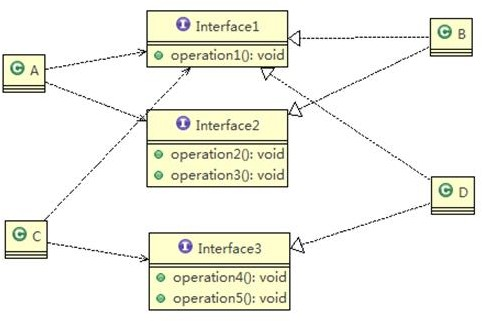 I Interface1
operation1(): void
C A
C B
I Interface2
operation2(): void
operation3(): void
C D
C C
I Interface3
operation4(): void
operation5(): void